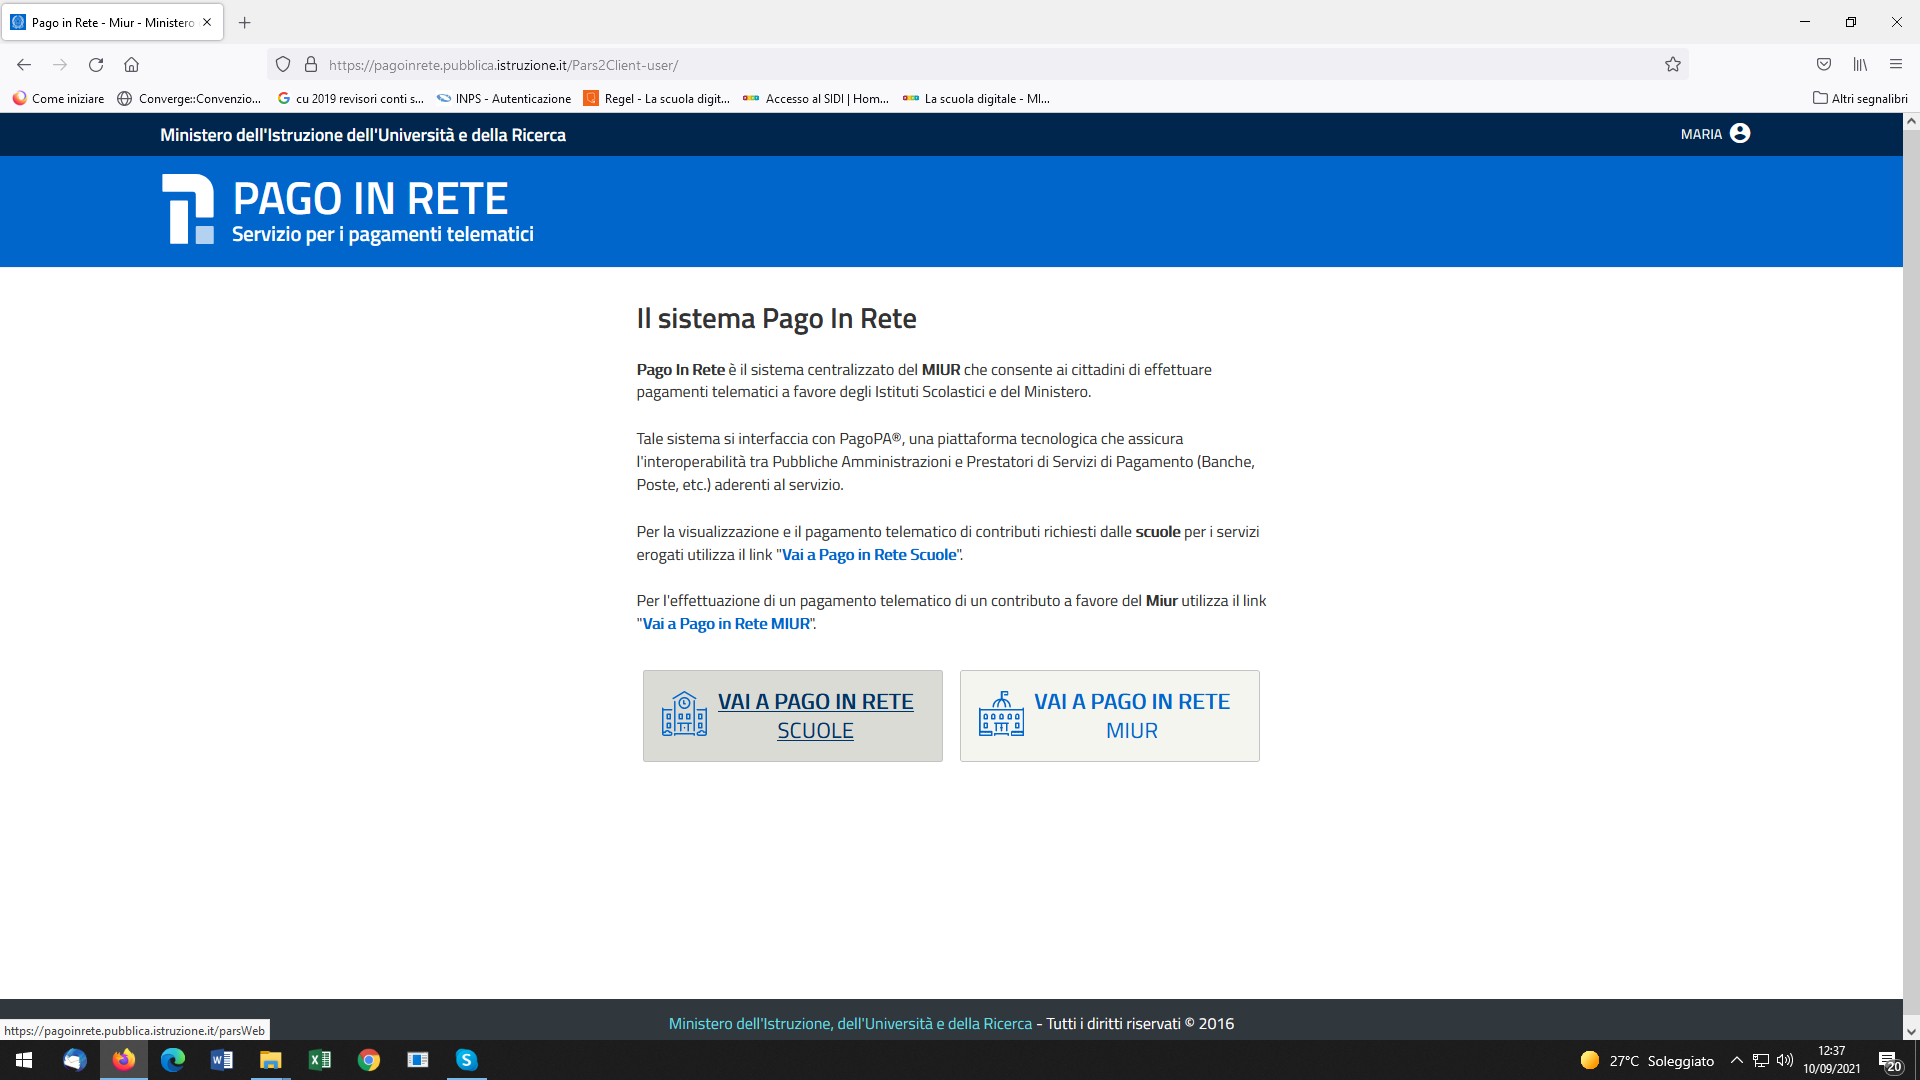 Pago in Rete - Miur - Ministero
https://pagoinrete.pubblica.istruzione.it/Pars2Client-user/
Come iniziare
Converge::Convenzio...
cu 2019 revisori conti s...
INPS - Autenticazione
Regel - La scuola digit...
Accesso al SIDI | Hom...
La scuola digitale - MI...
Altri segnalibri
Ministero dell'Istruzione dell'Università e della Ricerca
MARIA
PAGO IN RETE
Servizio per i pagamenti telematici
Il sistema Pago In Rete
Pago In Rete è il sistema centralizzato del MIUR che consente ai cittadini di effettuare
pagamenti telematici a favore degli Istituti Scolastici e del Ministero.
Tale sistema si interfaccia con PagoPA®, una piattaforma tecnologica che assicura
l'interoperabilità tra Pubbliche Amministrazioni e Prestatori di Servizi di Pagamento (Banche,
Poste, etc.) aderenti al servizio.
Per la visualizzazione e il pagamento telematico di contributi richiesti dalle scuole per i servizi
erogati utilizza il link "Vai a Pago in Rete Scuole".
Per l'effettuazione di un pagamento telematico di un contributo a favore del Miur utilizza il link
"Vai a Pago in Rete MIUR".
VAI A PAGO IN RETE
SCUOLE
VAI A PAGO IN RETE
MIUR
Ministero dell'Istruzione, dell'Università e della Ricerca - Tutti i diritti riservati © 2016
https://pagoinrete.pubblica.istruzione.it/parsWeb
27°C Soleggiato
12:37
10/09/2021
20